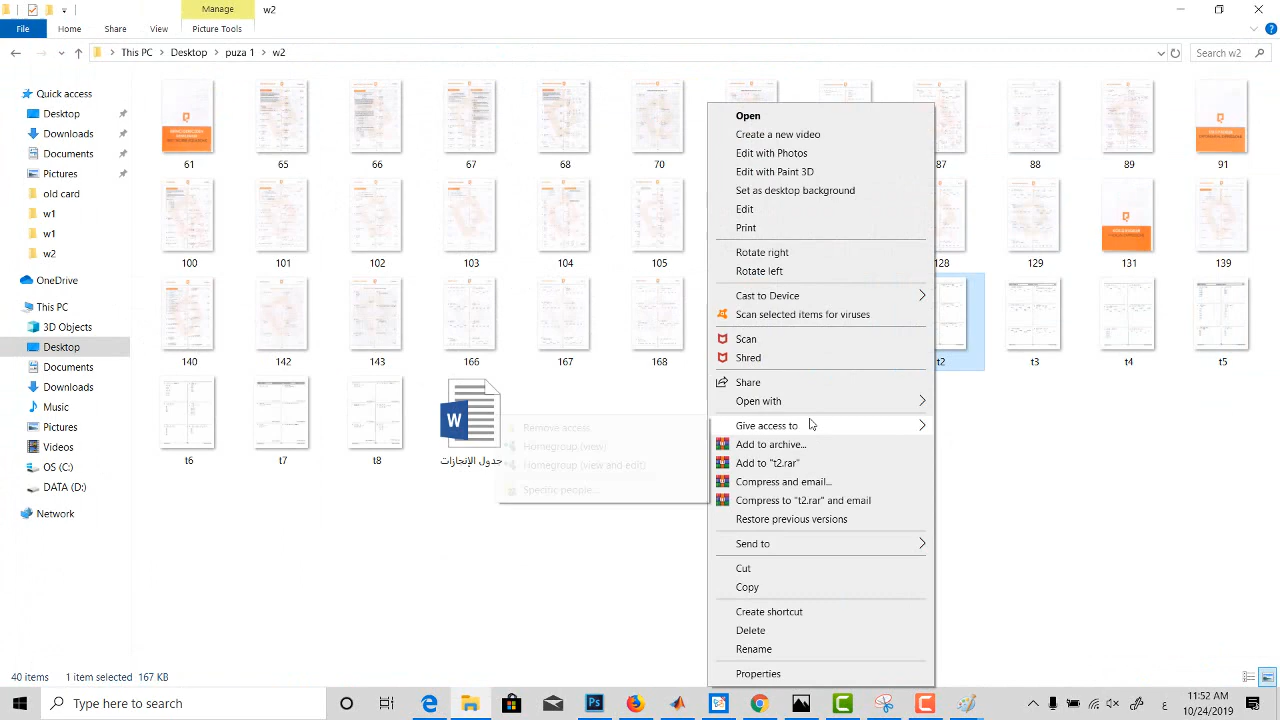 Manage
w2
File
Home
Share
View
Picture Tools
This PC
Desktop
puza 1
w2
Search w2
Quick access
Desktop
Downloads
Documents
Pictures
old card
w1
w1
w2
OneDrive
This PC
3D Objects
Desktop
Documents
Downloads
Music
Pictures
Videos
OS (C:)
DATA (D:)
Network
61
65
66
67
68
70
87
88
89
91
100
101
102
103
104
105
128
129
131
139
140
142
143
166
167
168
t2
t3
t4
t5
t6
t7
t8
جدول الإنجازات
Open
Create a new video
Edit with Photos
Edit with Paint 3D
Set as desktop background
Edit
Print
Rotate right
Rotate left
Cast to Device
Scan selected items for viruses
Scan
Shred
Share
Open with
Give access to
Add to archive...
Add to "t2.rar"
Compress and email...
Compress to "t2.rar" and email
Restore previous versions
Send to
Cut
Copy
Create shortcut
Delete
Rename
Properties
Remove access
Homegroup (view)
Homegroup (view and edit)
Specific people...
40 items
1 item selected 167 KB
Type here to search
11:52 AM
10/24/2019